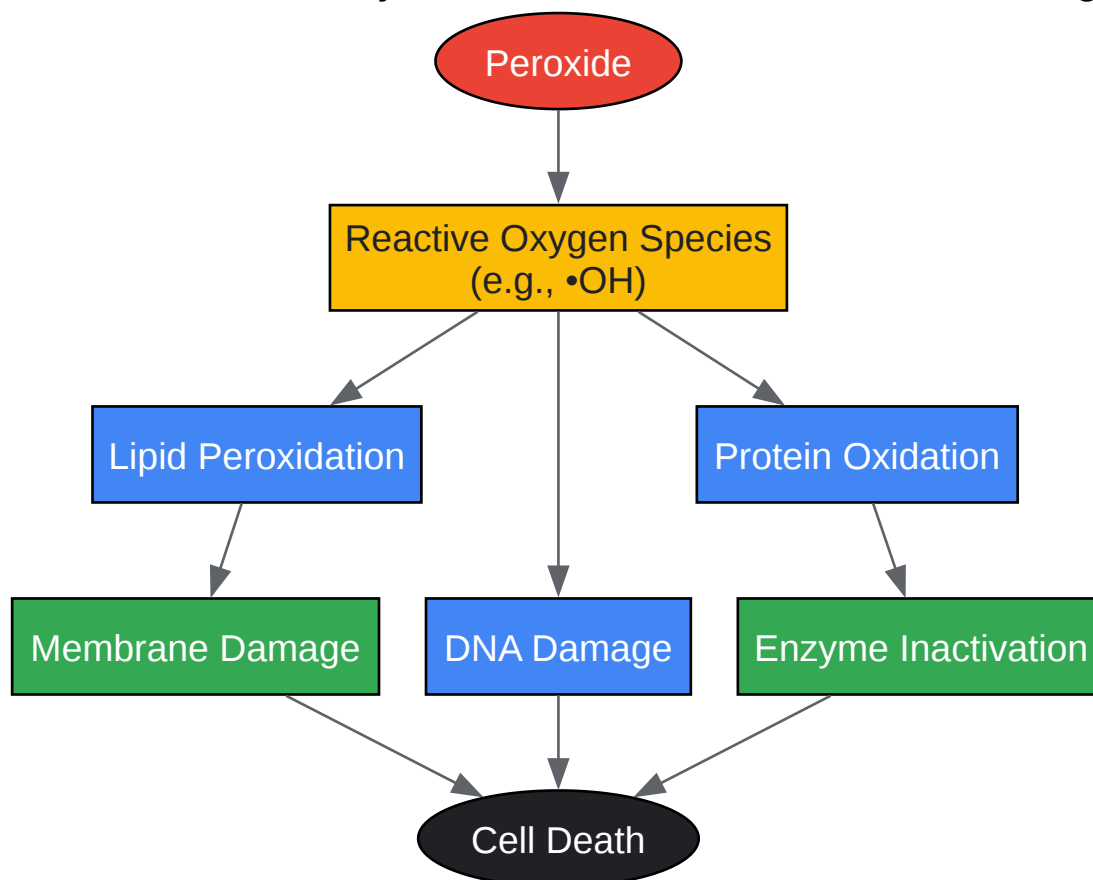 Peroxide
Reactive Oxygen Species
(e.g., •OH)
Lipid Peroxidation
Protein Oxidation
Membrane Damage
DNA Damage
Enzyme Inactivation
Cell Death